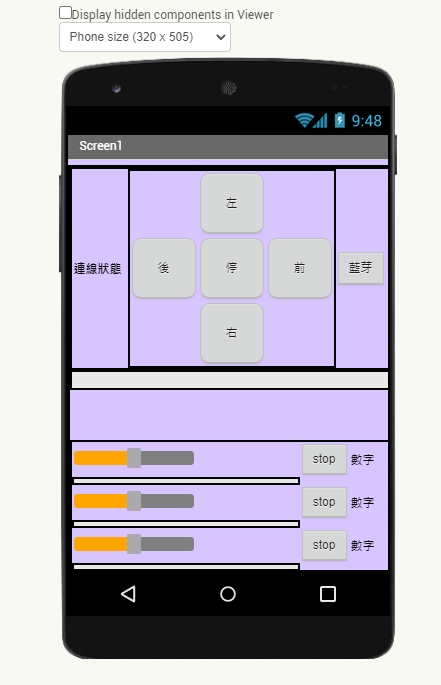 Display hidden components in Viewer
Phone size (320 x 505)
9:48
Screen1
左
連線狀態 後 停 前 藍芽
右
stop 數字
stop 數字
stop 數字